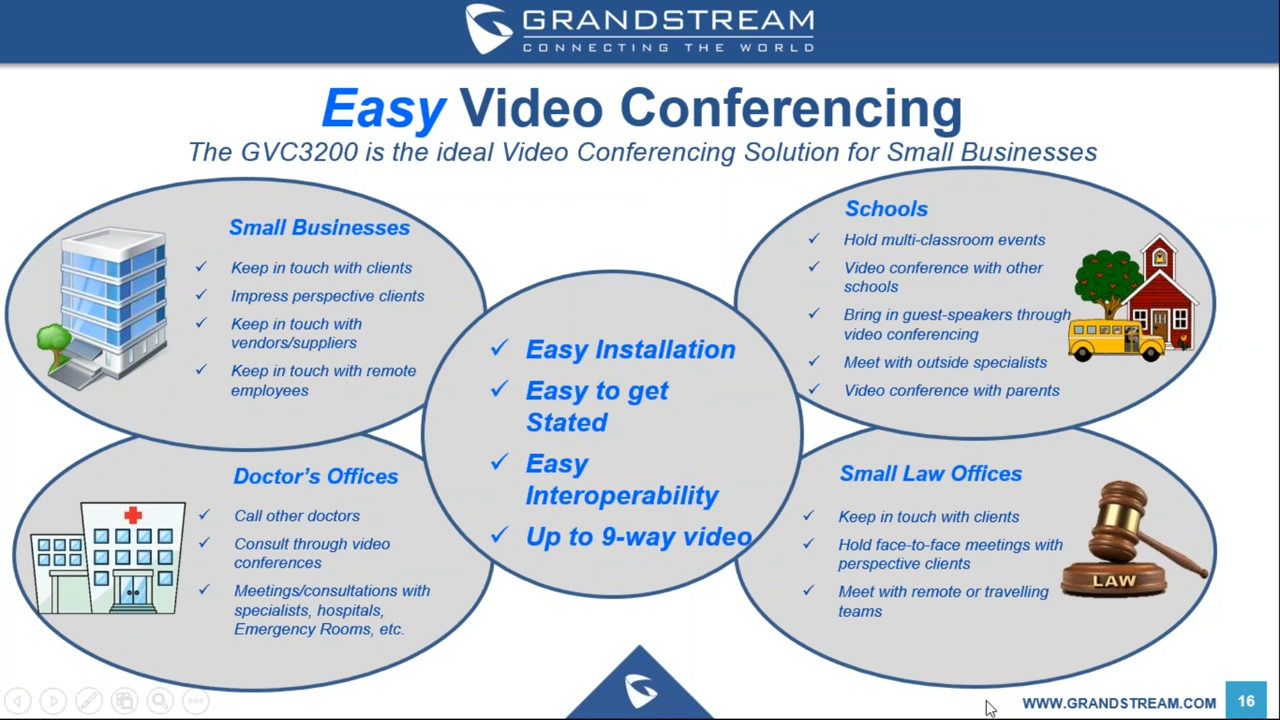 GRANDSTREAM
CONNECTING THE WORLD
Easy Video Conferencing
The GVC3200 is the ideal Video Conferencing Solution for Small Businesses
Small Businesses
✓ Keep in touch with clients
✓ Impress perspective clients
✓ Keep in touch with
vendors/suppliers
✓ Keep in touch with remote
employees
Schools
✓ Hold multi-classroom events
✓ Video conference with other
schools
✓ Bring in guest-speakers through
video conferencing
✓ Meet with outside specialists
✓ Video conference with parents
✓ Easy Installation
✓ Easy to get
Stated
✓ Easy
Interoperability
✓ Up to 9-way video
Doctor's Offices
✓ Call other doctors
✓ Consult through video
conferences
✓ Meetings/consultations with
specialists, hospitals,
Emergency Rooms, etc.
Small Law Offices
✓ Keep in touch with clients
✓ Hold face-to-face meetings with
perspective clients
✓ Meet with remote or travelling
teams
LAW
WWW.GRANDSTREAM.COM
16